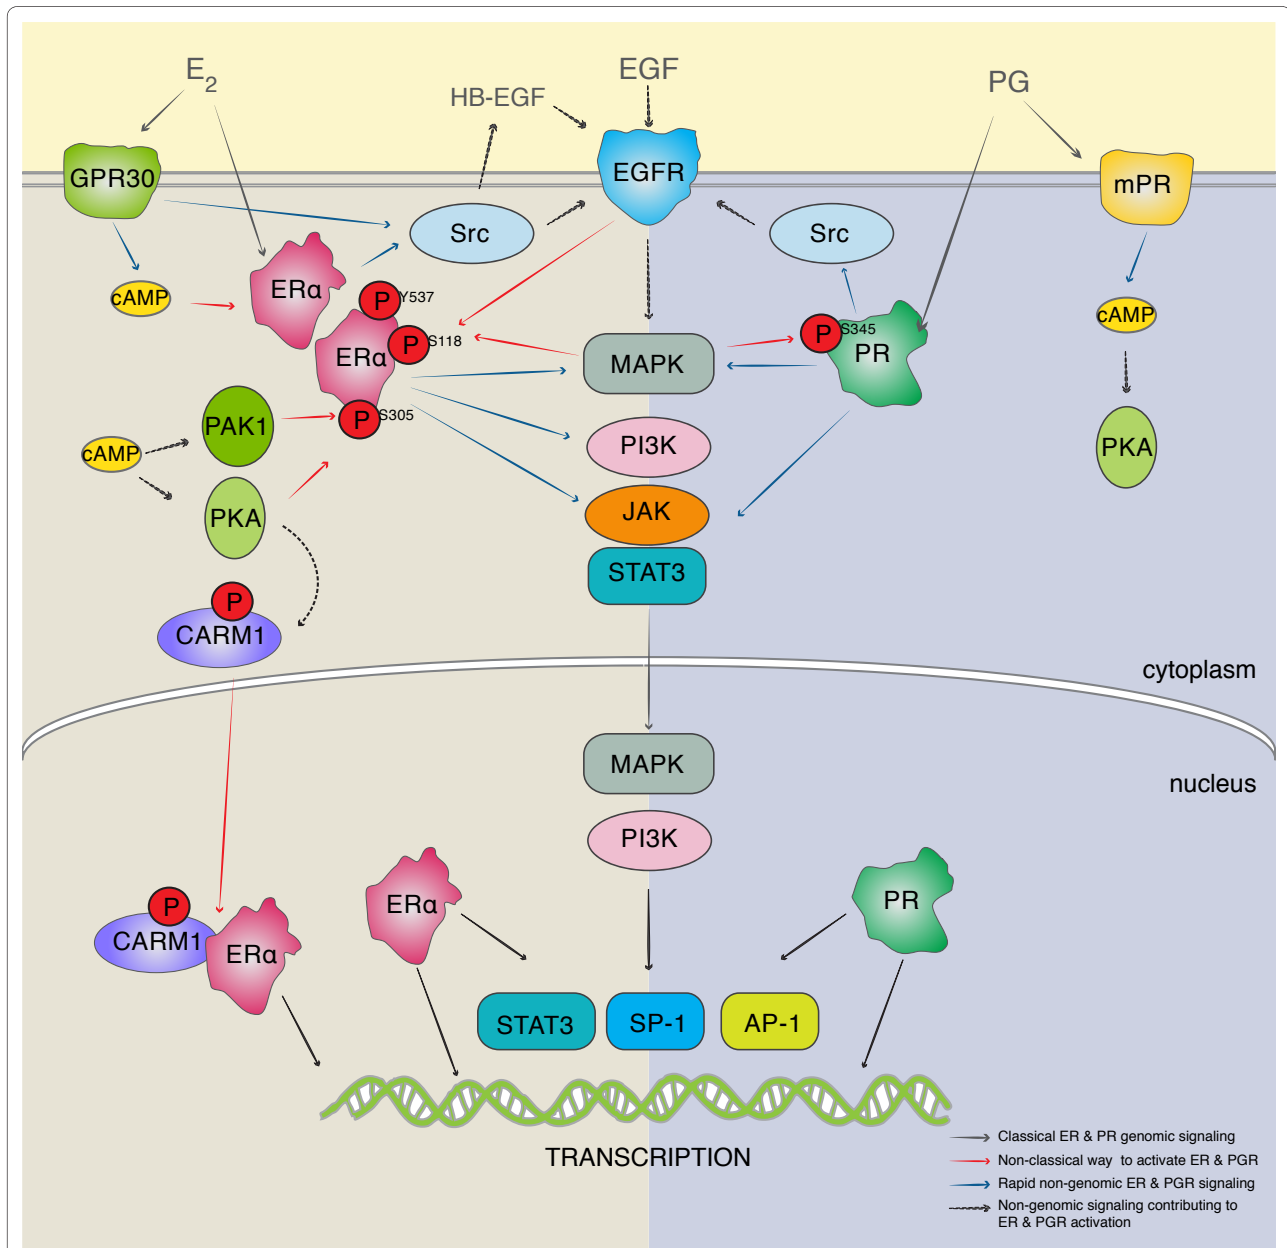 E2
EGF
PG
HB-EGF
GPR30
EGFR
mPR
Src
Src
ERα
cAMP
P
Y537
cAMP
P
S118
P
S345
ERα
MAPK
PR
P
S305
PAK1
PI3K
cAMP
PKA
PKA
JAK
STAT3
P
CARM1
cytoplasm
MAPK
nucleus
PI3K
ERα
PR
P
CARM1
ERα
STAT3
SP-1
AP-1
TRANSCRIPTION
Classical ER & PR genomic signaling
Non-classical way to activate ER & PGR
Rapid non-genomic ER & PGR signaling
Non-genomic signaling contributing to
ER & PGR activation